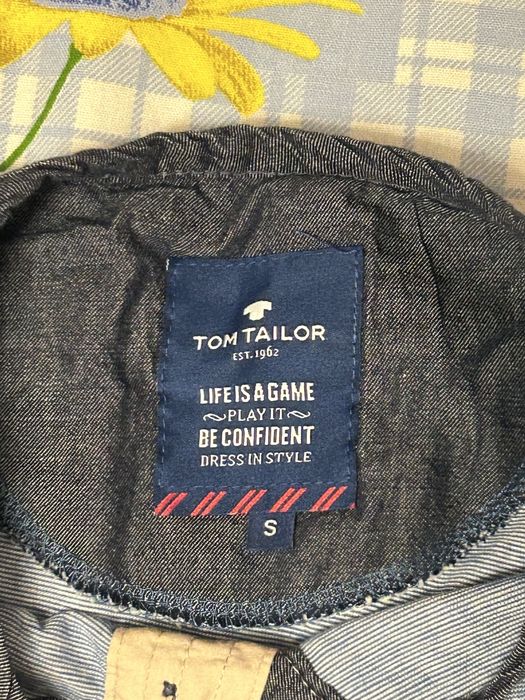 TOM TAILOR
EST. 1962
LIFE IS A GAME
PLAY IT
BE CONFIDENT
DRESS IN STYLE
S